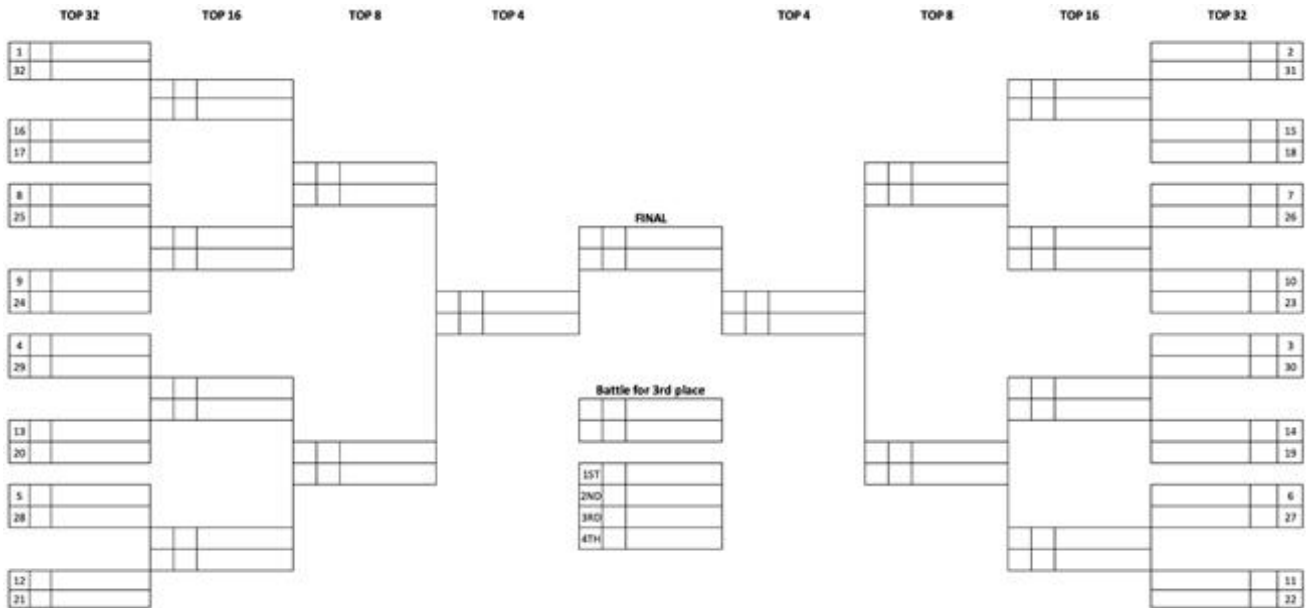 TOP 32 TOP 16 TOP 8 TOP 4 TOP 4 TOP 8 TOP 16 TOP 32
1 2
32 31
16 15
17 18
8 7
25 26
FINAL
9 10
24 23
4 3
29 30
Battle for 3rd place
13 14
20 19
1ST
5 6
2ND
28 27
3RD
4TH
12 11
21 22